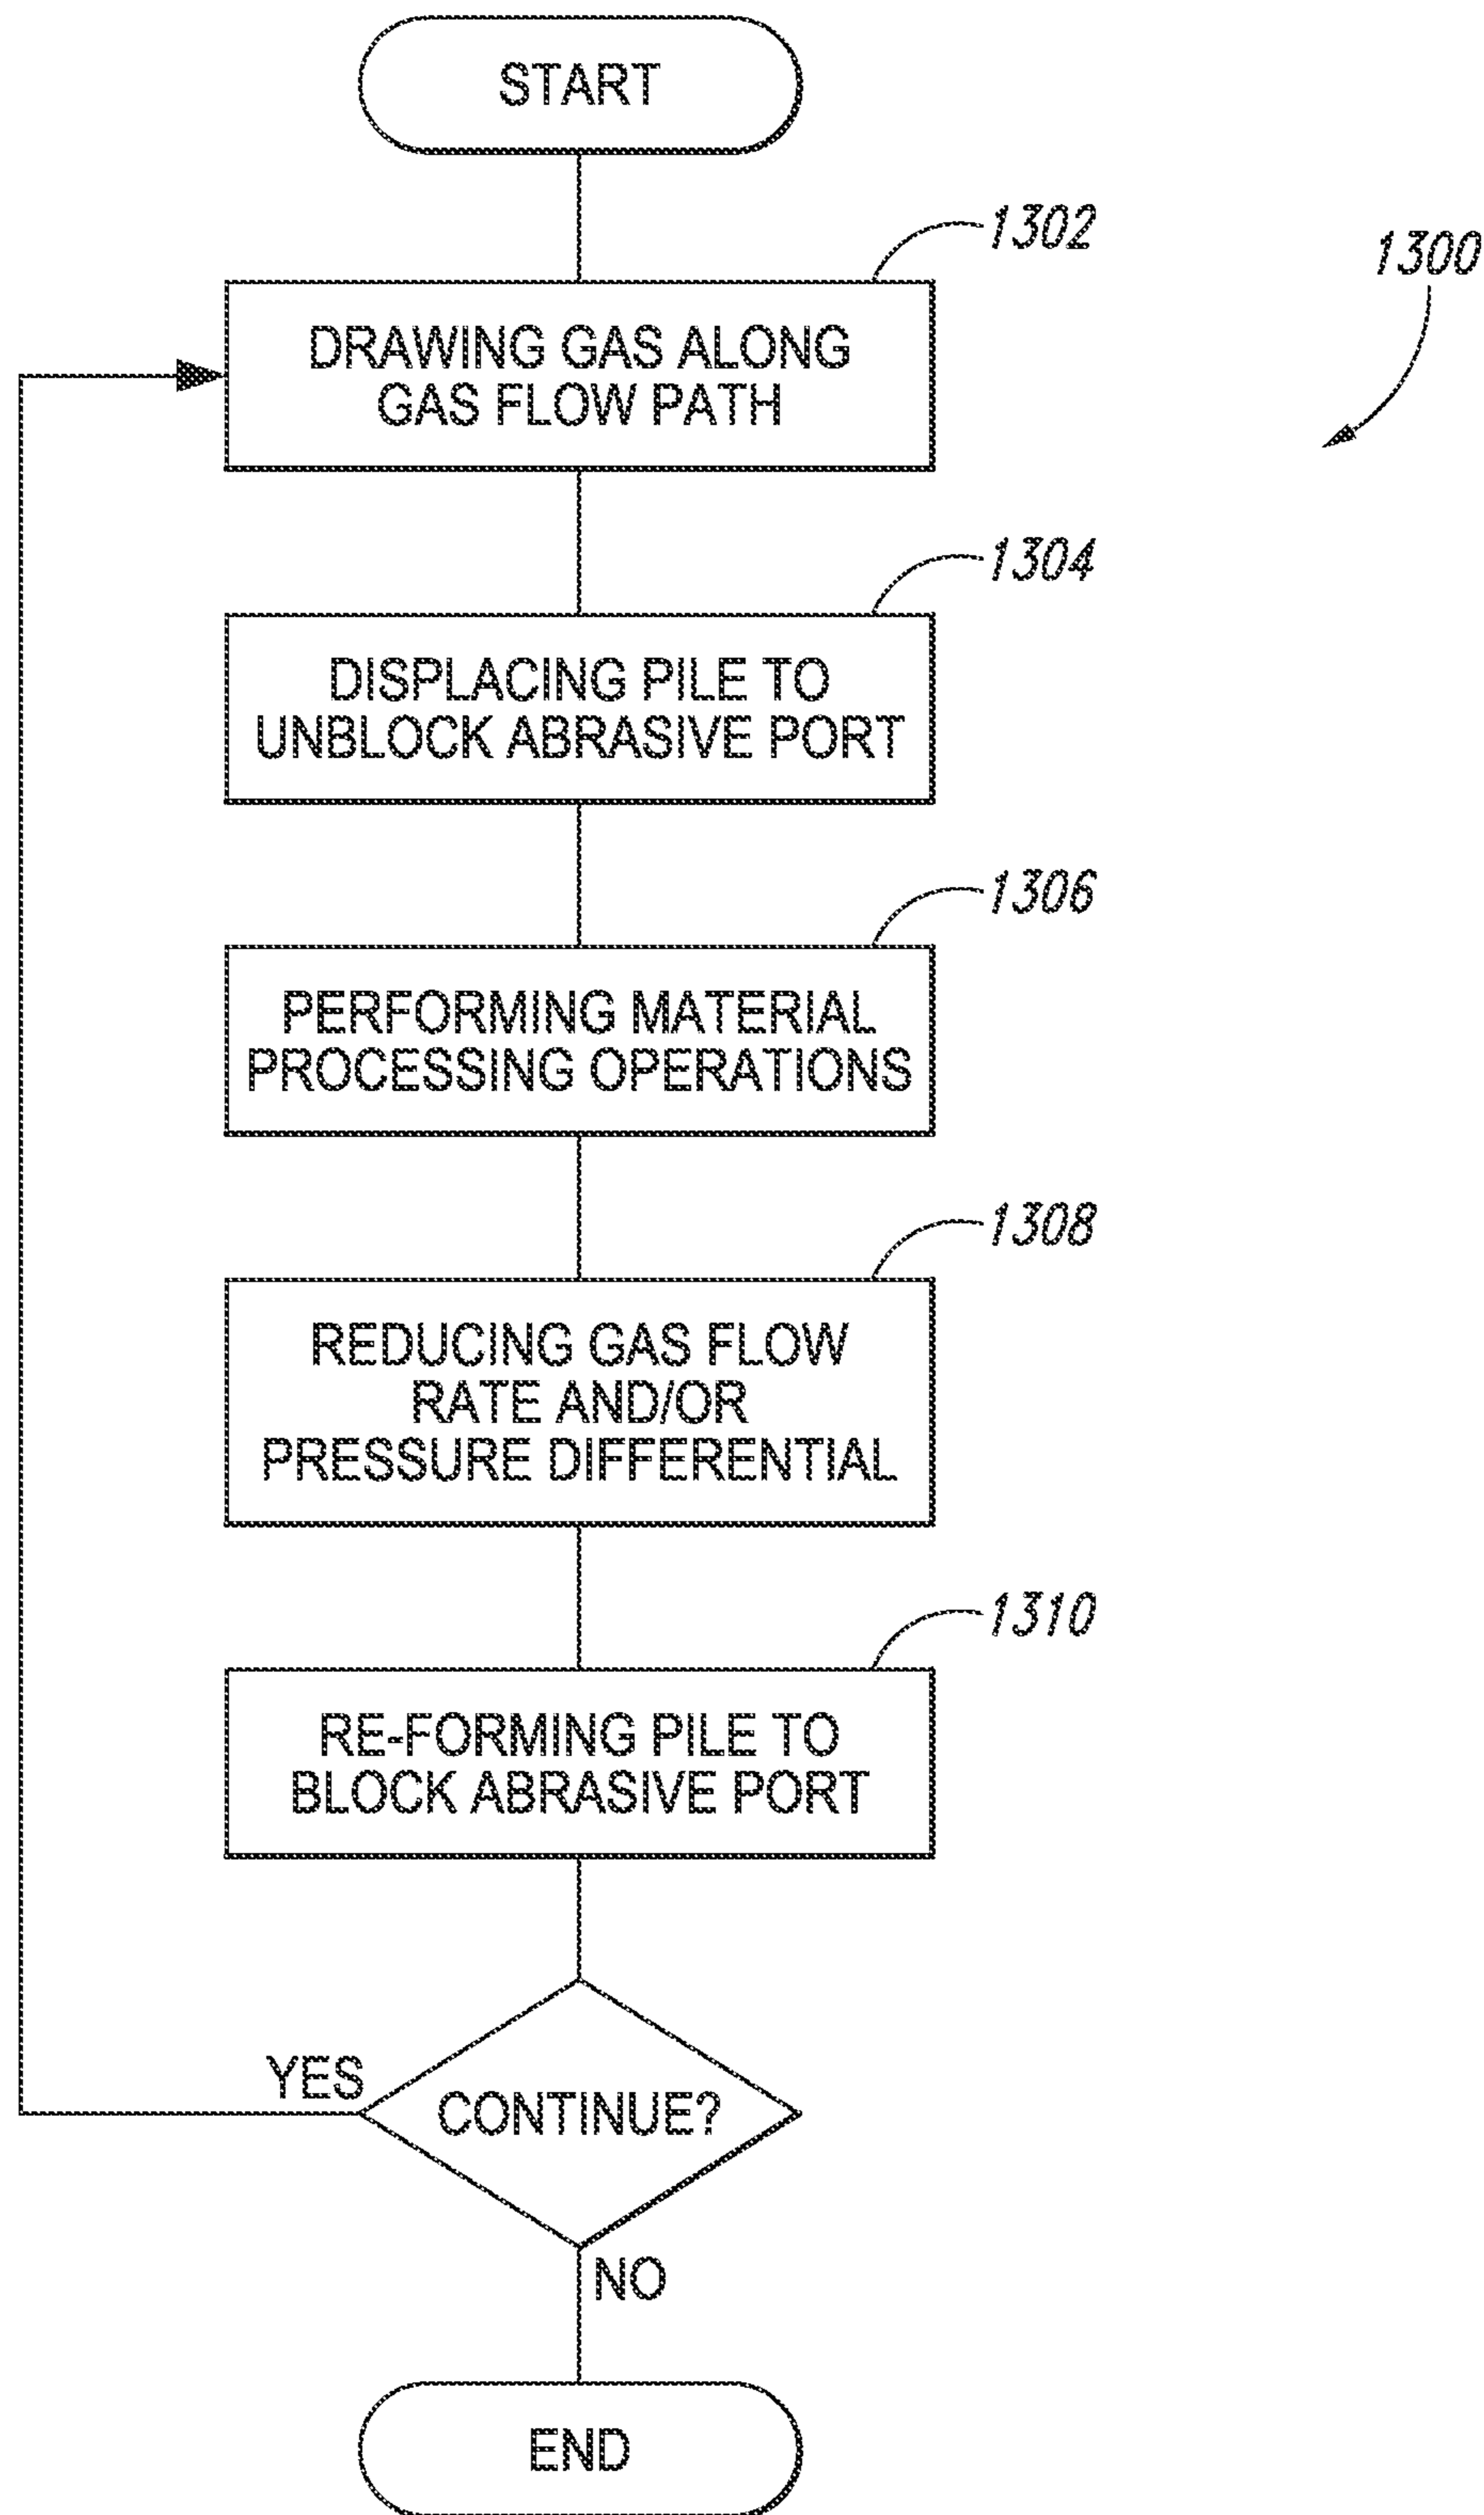 START
1302
1300
DRAWING GAS ALONG
GAS FLOW PATH
1304
DISPLACING PILE TO
UNBLOCK ABRASIVE PORT
1306
PERFORMING MATERIAL
PROCESSING OPERATIONS
1308
REDUCING GAS FLOW
RATE AND/OR
PRESSURE DIFFERENTIAL
1310
RE-FORMING PILE TO
BLOCK ABRASIVE PORT
YES
CONTINUE?
NO
END